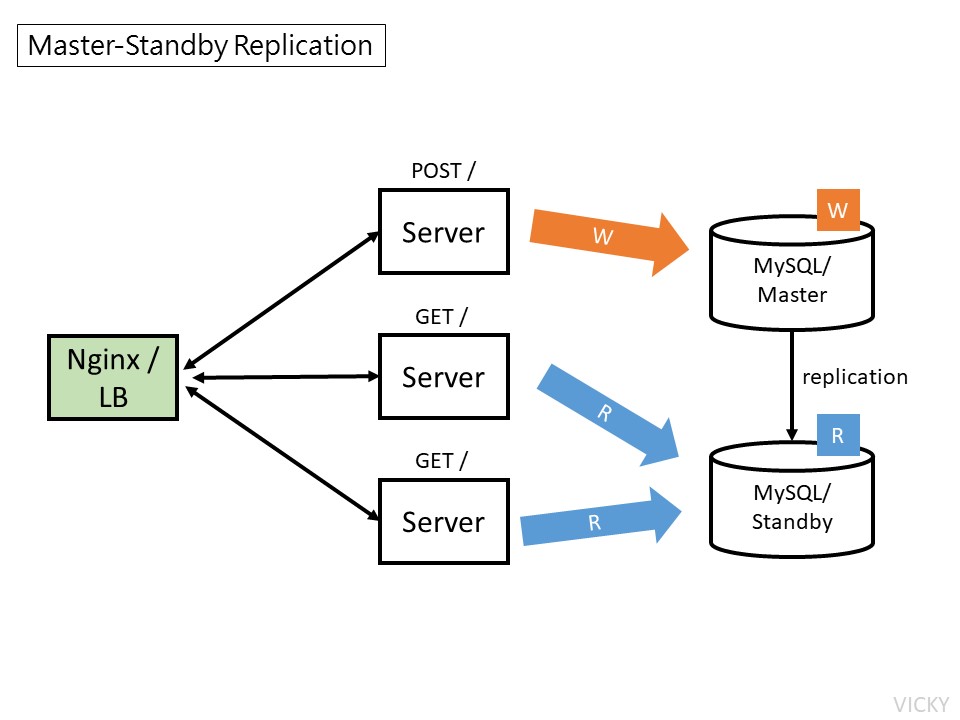 Master-Standby Replication
POST /
Server
W
W
MySQL/
Master
GET /
Server
Nginx /
LB
R
replication
R
GET /
Server
R
MySQL/
Standby
VICKY